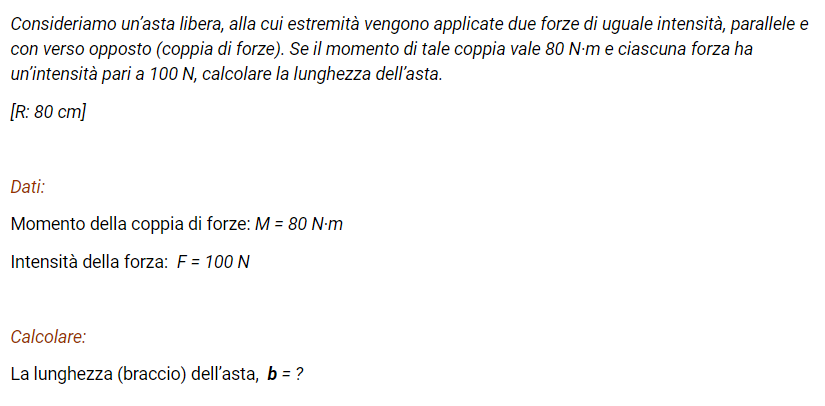 Consideriamo un'asta libera, alla cui estremità vengono applicate due forze di uguale intensità, parallele e
con verso opposto (coppia di forze). Se il momento di tale coppia vale 80 N·m e ciascuna forza ha
un'intensità pari a 100 N, calcolare la lunghezza dell'asta.
[R: 80 cm]
Dati:
Momento della coppia di forze: M = 80 N·m
Intensità della forza: F = 100 N
Calcolare:
La lunghezza (braccio) dell'asta, b = ?